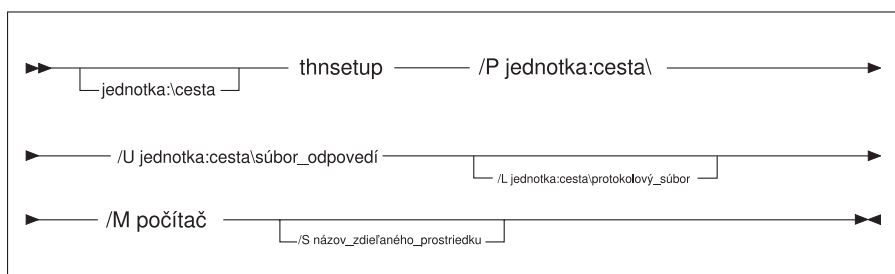 thnsetup /P jednotka:cesta\
jednotka:\cesta
/U jednotka:cesta\súbor_odpovedí
/L jednotka:cesta\protokolový_súbor
/M počítač
/S názov_zdieľaného_prostriedku